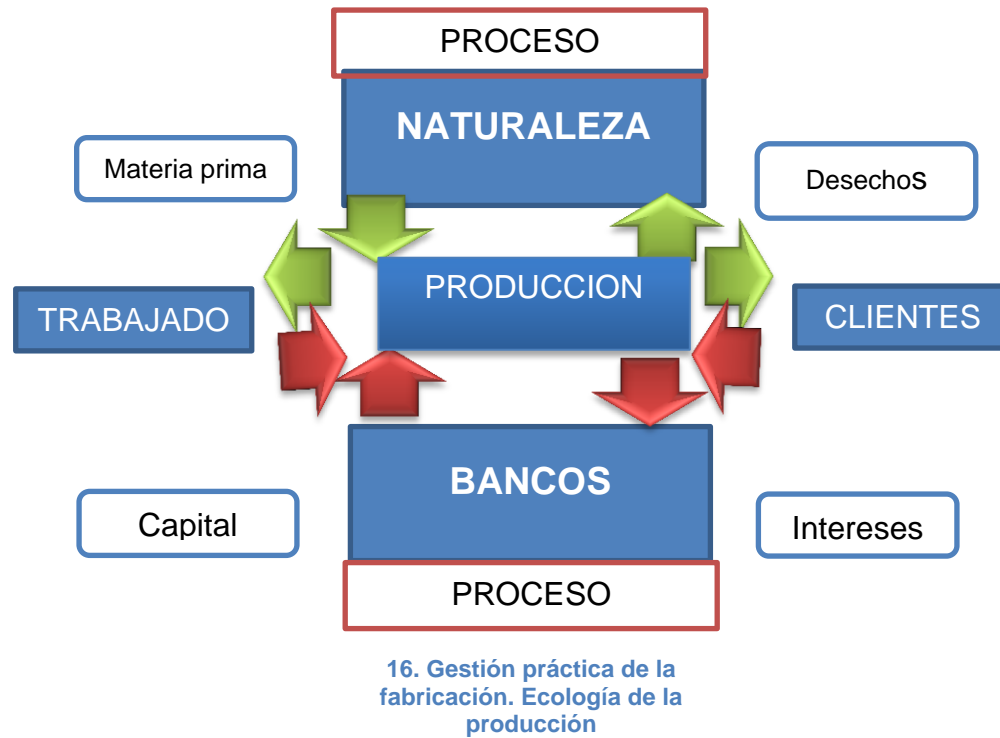 PROCESO
NATURALEZA
Materia prima
Desechos
PRODUCCION
TRABAJADO
CLIENTES
BANCOS
Capital
Intereses
PROCESO
16. Gestión práctica de la
fabricación. Ecología de la
producción